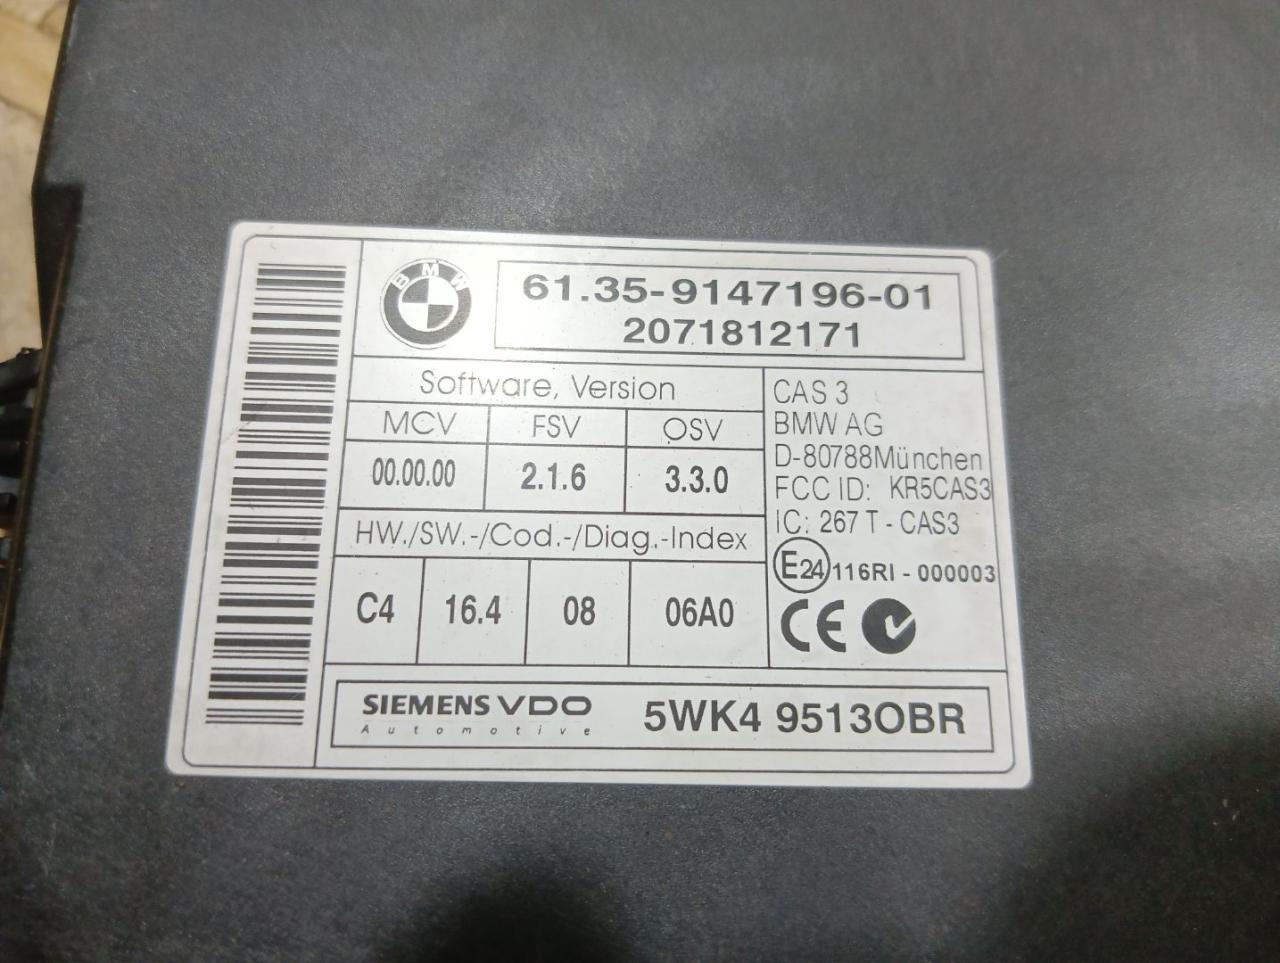 BMW
61.35-9147196-01
2071812171
Software, Version
MCV FSV OSV
00.00.00 2.1.6 3.3.0
HW./SW.-/Cod.-/Diag.-Index
C4 16.4 08 06A0
CAS 3
BMW AG
D-80788München
FCC ID: KR5CAS3
IC: 267 T - CAS3
E24 116RI - 000003
CE
SIEMENS VDO
Automotive
5WK4 9513OBR